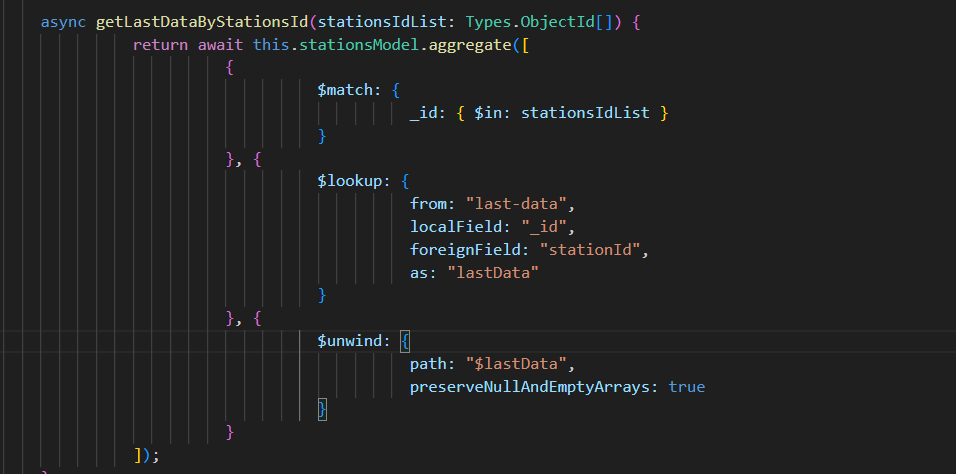 async getLastDataByStationsId(stationsIdList: Types.ObjectId[]) {
return await this.stationsModel.aggregate([
{
$match: {
_id: { $in: stationsIdList }
}
}, {
$lookup: {
from: "last-data",
localField: "_id",
foreignField: "stationId",
as: "lastData"
}
}, {
$unwind: {
path: "$lastData",
preserveNullAndEmptyArrays: true
}
}
]);